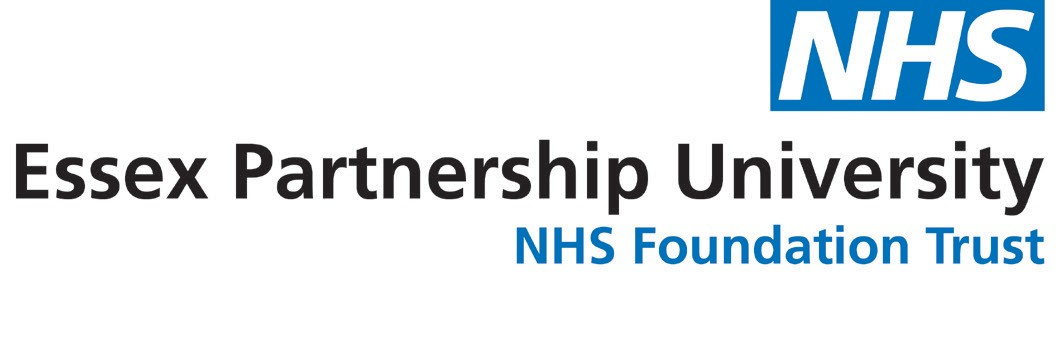 NHS
Essex Partnership University
NHS Foundation Trust